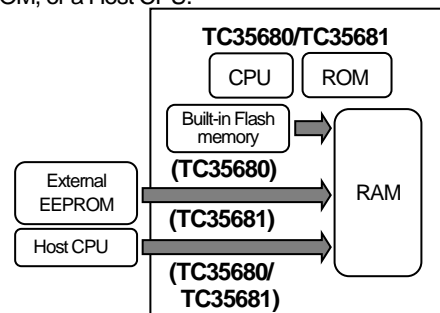 OM, or a Host CPU.
TC35680/TC35681
CPU ROM
Built-in Flash
memory
(TC35680)
External
EEPROM
RAM
(TC35681)
Host CPU
(TC35680/
TC35681)